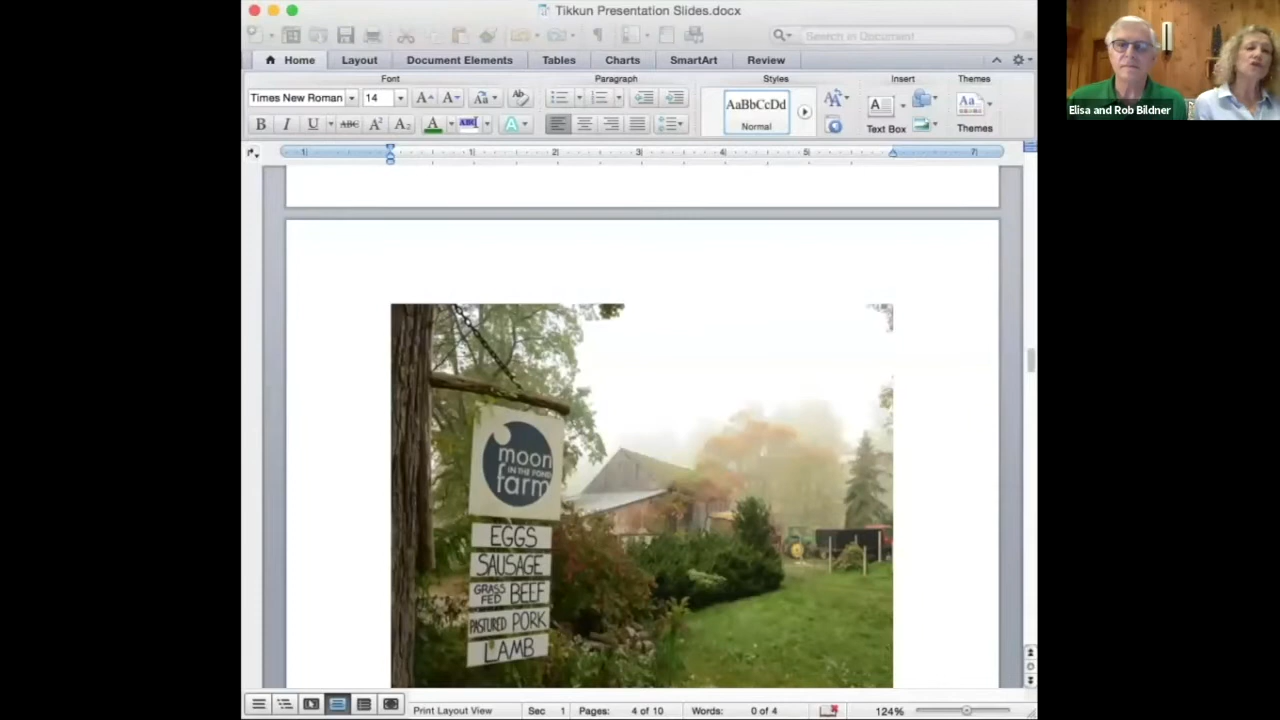 Tikkun Presentation Slides.docx
Search in Document
Home
Layout
Document Elements
Tables
Charts
SmartArt
Review
Font
Paragraph
Styles
Insert
Themes
Times New Roman
14
AaBbCcDd
Normal
Text Box
Themes
Elisa and Rob Bildner
moon
IN THE POND
farm
EGGS
SAUSAGE
GRASS FED BEEF
PASTURED PORK
LAMB
Print Layout View
Sec 1
Pages: 4 of 10
Words: 0 of 4
124%